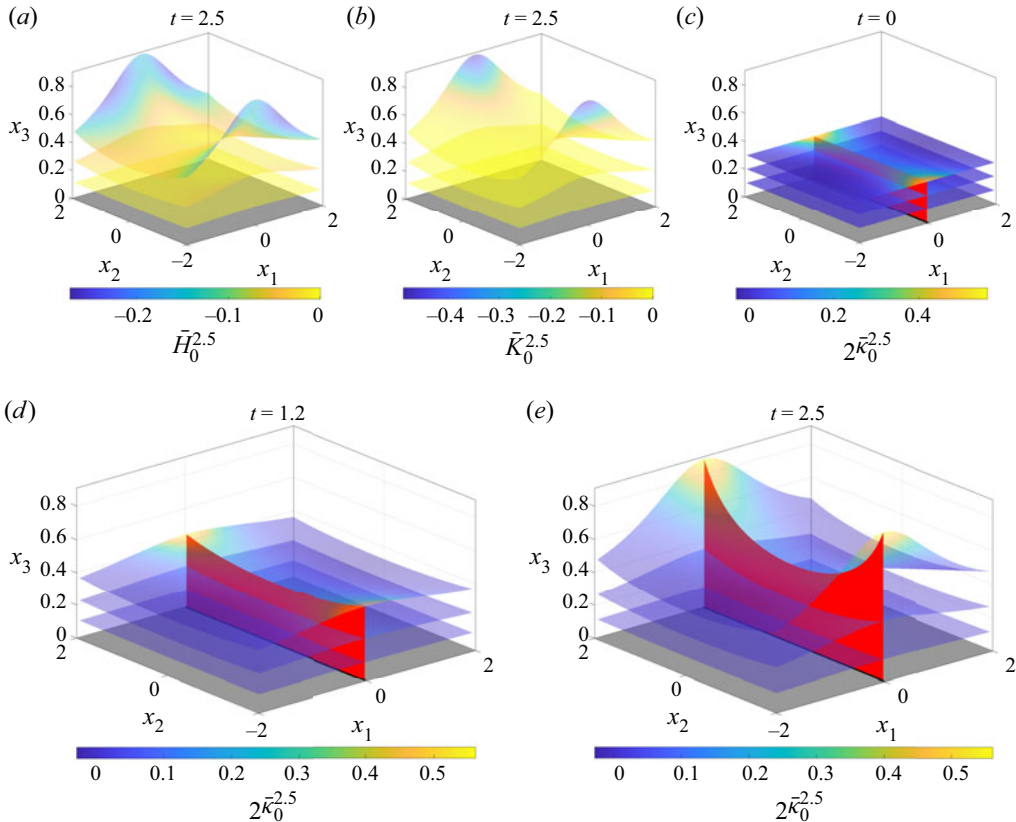 (a) t = 2.5
0.8
0.6
x₃ 0.4
0.2
0
2
0
x₂
−2
0
x₁
2
−0.2 −0.1 0
H̄₀²·⁵
(b) t = 2.5
0.8
0.6
x₃ 0.4
0.2
0
2
0
x₂
−2
0
x₁
2
−0.4 −0.3 −0.2 −0.1 0
K̄₀²·⁵
(c) t = 0
0.8
0.6
x₃ 0.4
0.2
0
2
0
x₂
−2
0
x₁
2
0 0.2 0.4
2κ̄₀²·⁵
(d) t = 1.2
0.8
0.6
x₃ 0.4
0.2
0
2
0
x₂
−2
0
x₁
2
0 0.1 0.2 0.3 0.4 0.5
2κ̄₀²·⁵
(e) t = 2.5
0.8
0.6
x₃ 0.4
0.2
0
2
0
x₂
−2
0
x₁
2
0 0.1 0.2 0.3 0.4 0.5
2κ̄₀²·⁵